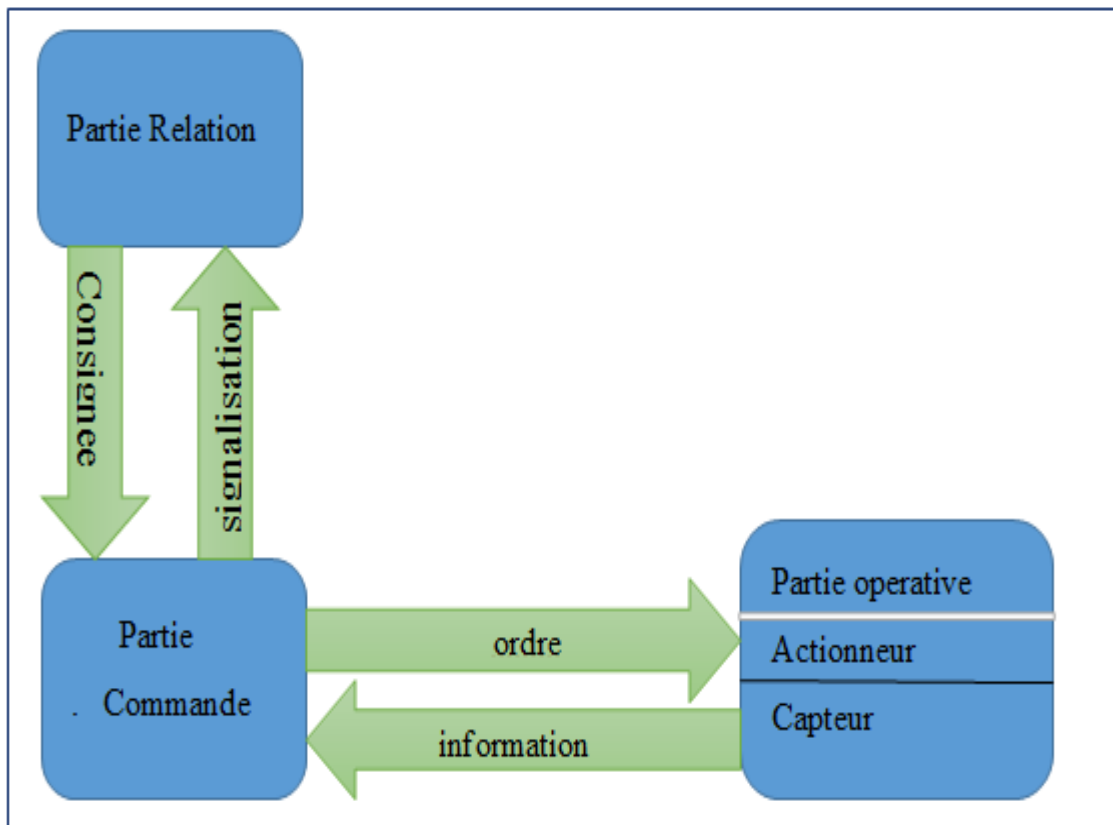 Partie Relation
Consignee
signalisation
Partie
. Commande
ordre
information
Partie operative
Actionneur
Capteur